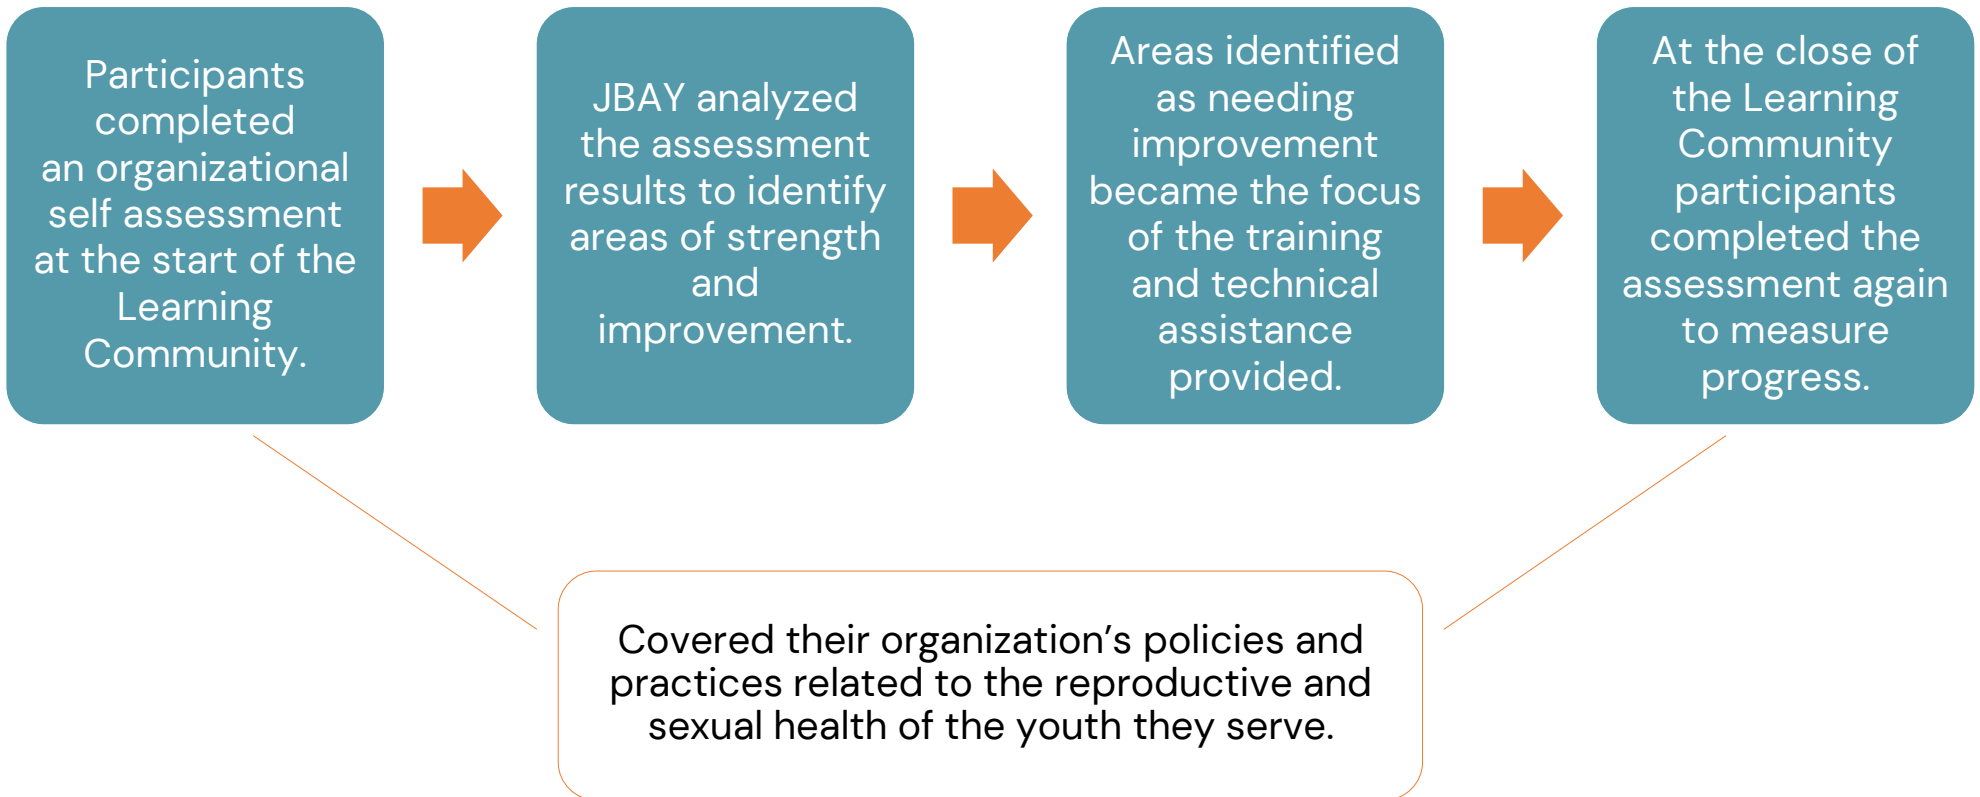 Participants
completed
an organizational
self assessment
at the start of the
Learning
Community.
JBAY analyzed
the assessment
results to identify
areas of strength
and
improvement.
Areas identified
as needing
improvement
became the focus
of the training
and technical
assistance
provided.
At the close of
the Learning
Community
participants
completed the
assessment again
to measure
progress.
Covered their organization’s policies and
practices related to the reproductive and
sexual health of the youth they serve.